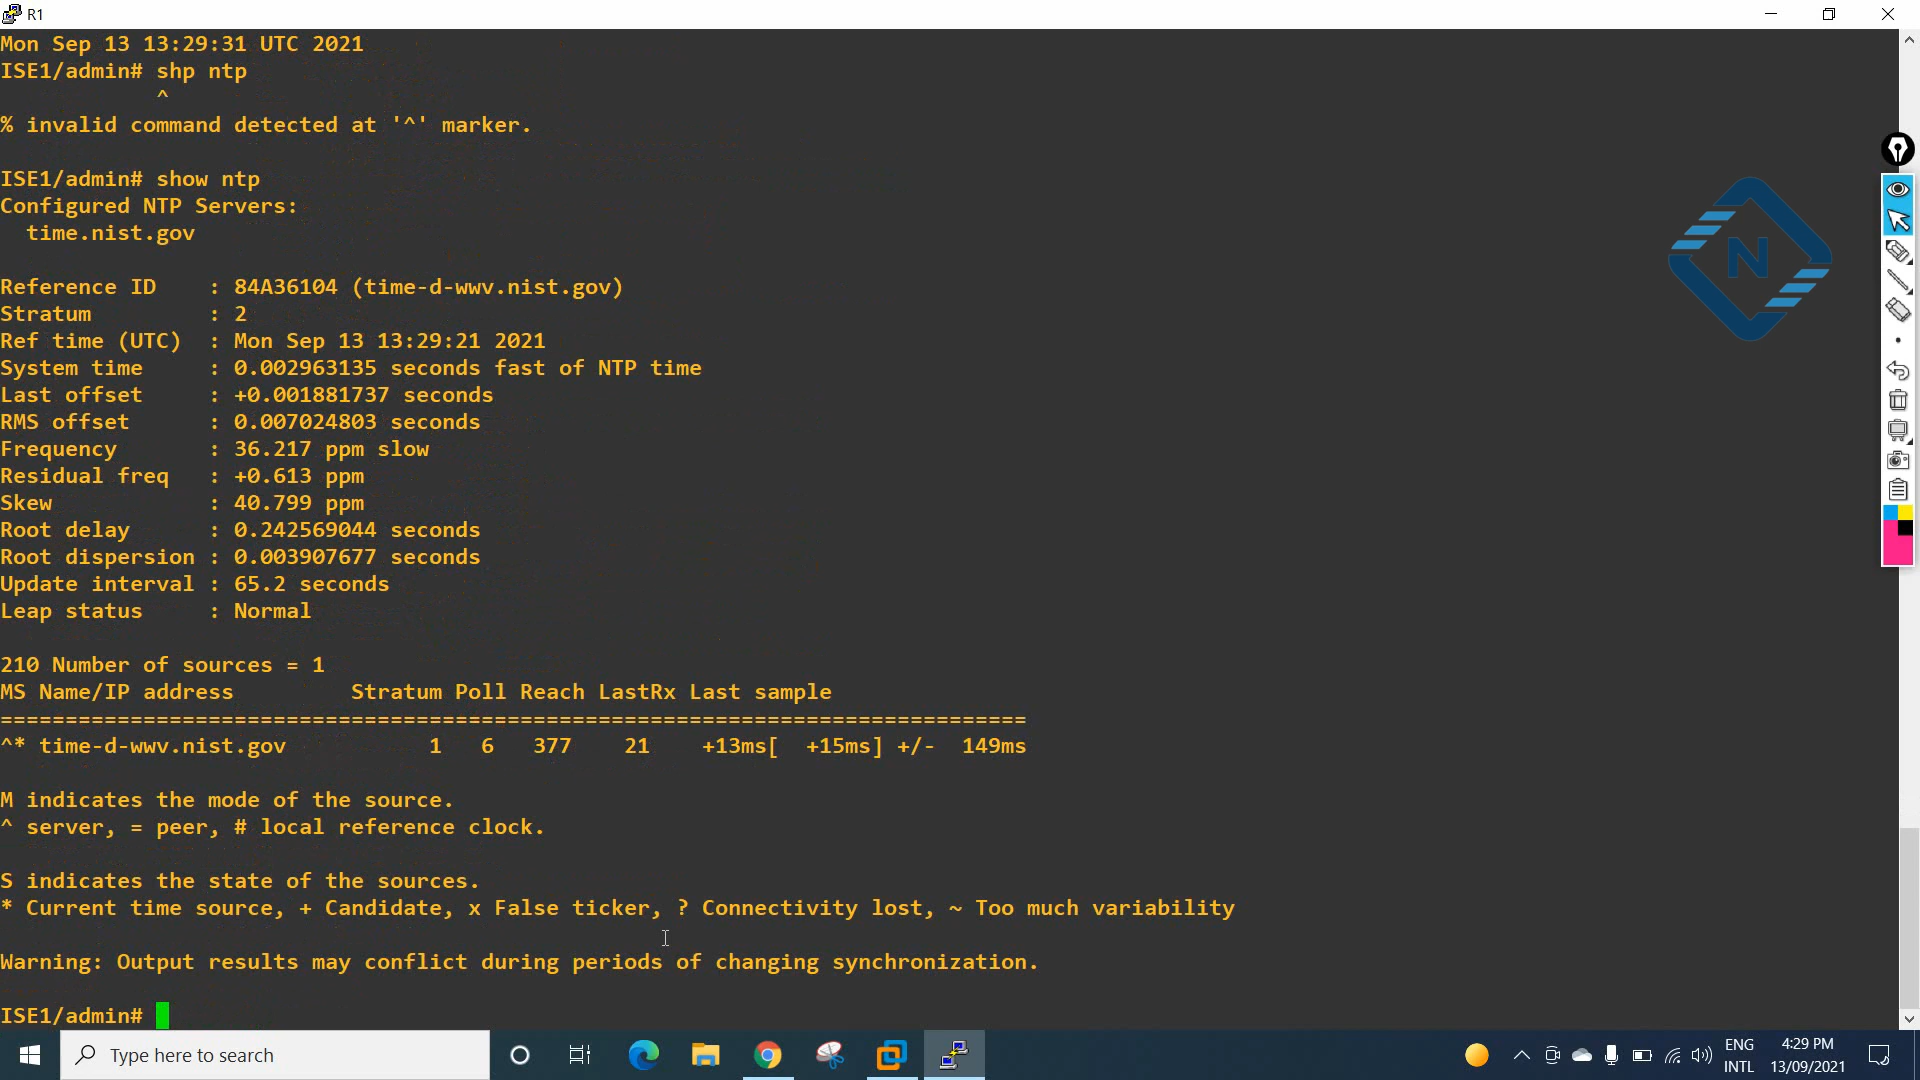 R1
Mon Sep 13 13:29:31 UTC 2021
ISE1/admin# shp ntp
^
% invalid command detected at '^' marker.
ISE1/admin# show ntp
Configured NTP Servers:
time.nist.gov
Reference ID    : 84A36104 (time-d-wwv.nist.gov)
Stratum         : 2
Ref time (UTC)  : Mon Sep 13 13:29:21 2021
System time     : 0.002963135 seconds fast of NTP time
Last offset     : +0.001881737 seconds
RMS offset      : 0.007024803 seconds
Frequency       : 36.217 ppm slow
Residual freq   : +0.613 ppm
Skew            : 40.799 ppm
Root delay      : 0.242569044 seconds
Root dispersion : 0.003907677 seconds
Update interval : 65.2 seconds
Leap status     : Normal
210 Number of sources = 1
MS Name/IP address         Stratum Poll Reach LastRx Last sample
===============================================================================
^* time-d-wwv.nist.gov           1   6   377    21    +13ms[  +15ms] +/-  149ms
M indicates the mode of the source.
^ server, = peer, # local reference clock.
S indicates the state of the sources.
* Current time source, + Candidate, x False ticker, ? Connectivity lost, ~ Too much variability
Warning: Output results may conflict during periods of changing synchronization.
ISE1/admin#
N
Type here to search
ENG
INTL
4:29 PM
13/09/2021